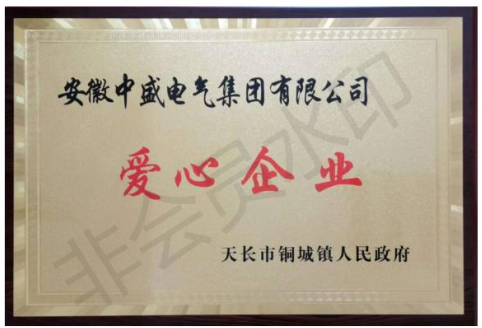 安徽中盛电气集团有限公司
爱心企业
天长市铜城镇人民政府
非会员水印